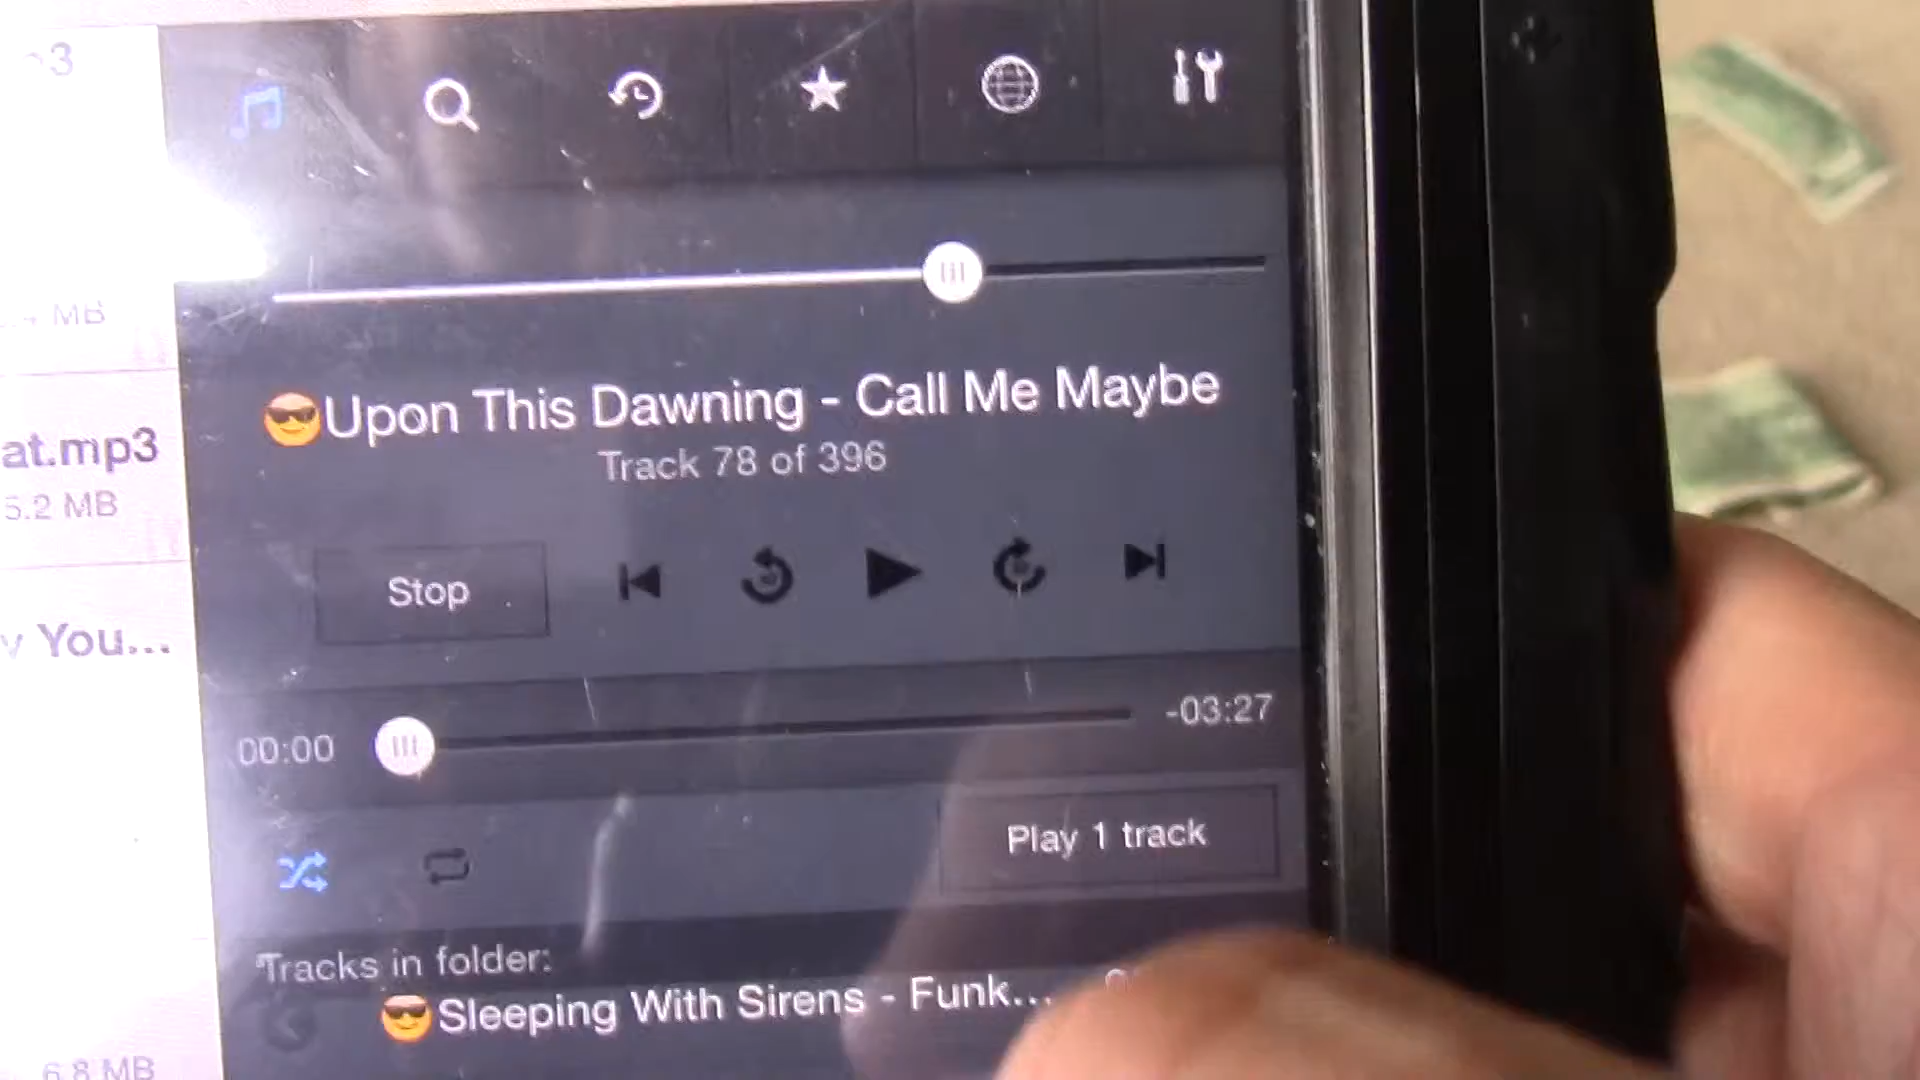 😎Upon This Dawning - Call Me Maybe
Track 78 of 396
at.mp3
5.2 MB
Stop
You...
00:00
-03:27
Play 1 track
Tracks in folder:
😎Sleeping With Sirens - Funk...
6.8 MB
MB